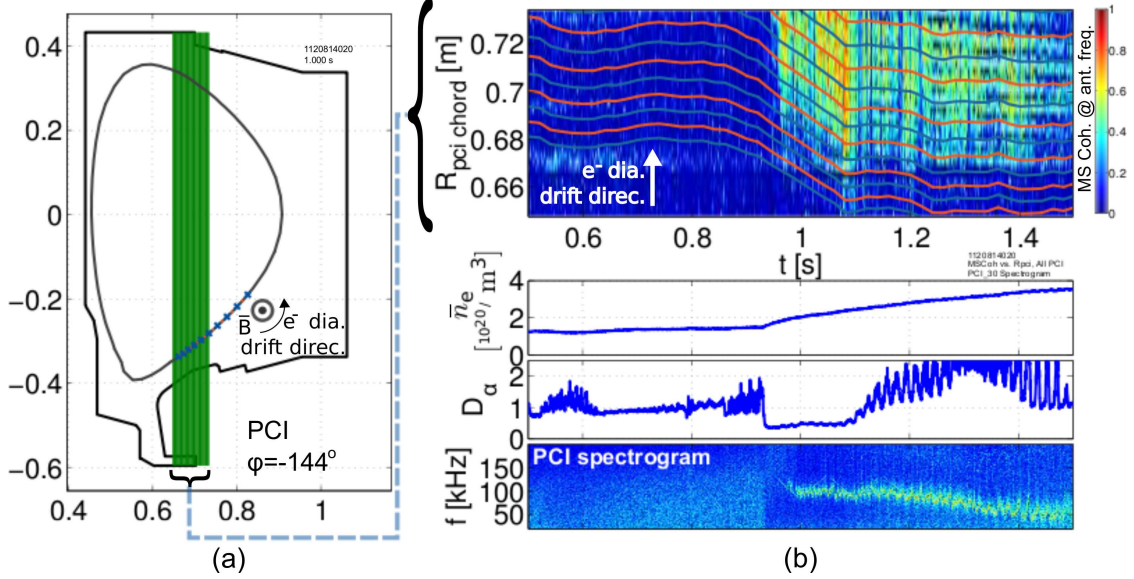 0.4
0.2
0
−0.2
−0.4
−0.6
0.4
0.6
0.8
1
1120814020
1.000 s
B
e⁻ dia.
drift direc.
PCI
φ=-144°
(a)
R pci chord [m]
0.72
0.7
0.68
0.66
e⁻ dia.
drift direc.
0.6
0.8
1
1.2
1.4
t [s]
MS Coh. @ ant. freq.
1
0.8
0.6
0.4
0.2
0
1120814020
MSCoh vs. Rpci, All PCI
PCI_30 Spectrogram
n̅e
[10²⁰/ m³]
4
2
0
Dα
2
1
0
PCI spectrogram
f [kHz]
150
100
50
(b)